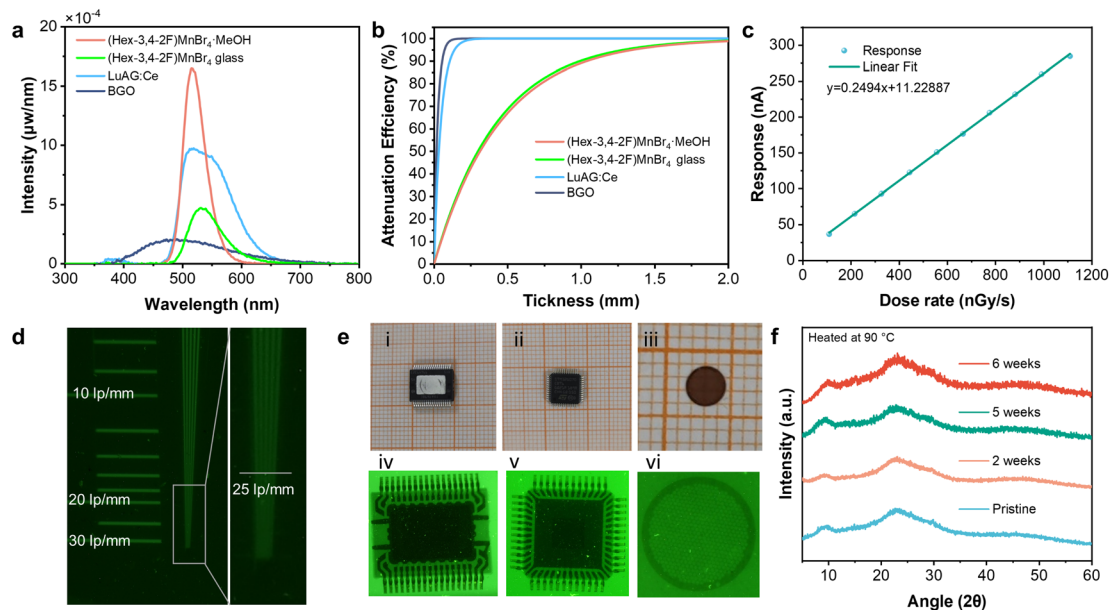 a
×10⁻⁴
20
15
10
5
0
300 400 500 600 700 800
Intensity (μw/nm)
Wavelength (nm)
(Hex-3,4-2F)MnBr₄·MeOH
(Hex-3,4-2F)MnBr₄ glass
LuAG:Ce
BGO
b
100
90
80
70
60
50
40
30
20
10
0
0.0 0.5 1.0 1.5 2.0
Attenuation Effciency (%)
Tickness (mm)
(Hex-3,4-2F)MnBr₄·MeOH
(Hex-3,4-2F)MnBr₄ glass
LuAG:Ce
BGO
c
300
250
200
150
100
50
0
0 200 400 600 800 1000 1200
Response (nA)
Dose rate (nGy/s)
Response
Linear Fit
y=0.2494x+11.22887
d
10 lp/mm
20 lp/mm
30 lp/mm
25 lp/mm
e
i
ii
iii
iv
v
vi
f
Heated at 90 °C
6 weeks
5 weeks
2 weeks
Pristine
Intensity (a.u.)
10 20 30 40 50 60
Angle (2θ)